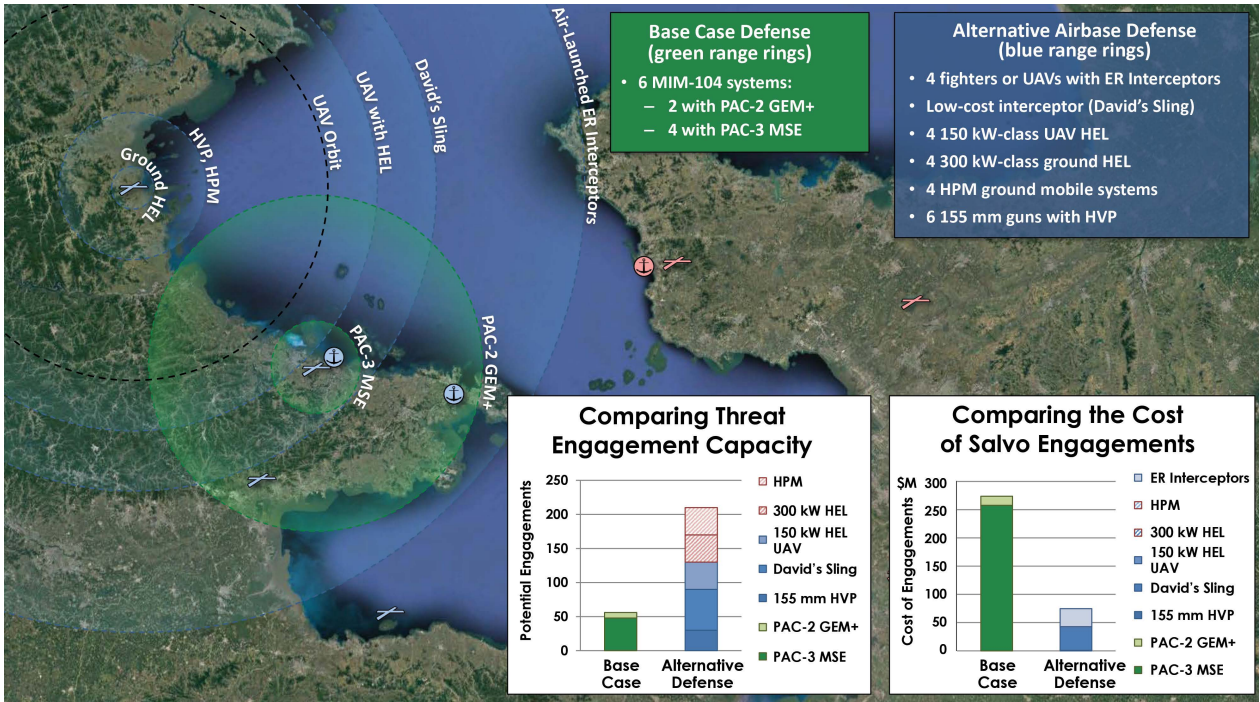 Base Case Defense
(green range rings)
• 6 MIM-104 systems:
– 2 with PAC-2 GEM+
– 4 with PAC-3 MSE
Alternative Airbase Defense
(blue range rings)
• 4 fighters or UAVs with ER Interceptors
• Low-cost interceptor (David's Sling)
• 4 150 kW-class UAV HEL
• 4 300 kW-class ground HEL
• 4 HPM ground mobile systems
• 6 155 mm guns with HVP
Ground HEL
HVP, HPM
UAV Orbit
UAV with HEL
David's Sling
Air-Launched ER Interceptors
PAC-3 MSE
PAC-2 GEM+
Comparing Threat
Engagement Capacity
Potential Engagements
250
200
150
100
50
0
Base
Case
Alternative
Defense
HPM
300 kW HEL
150 kW HEL
UAV
David's Sling
155 mm HVP
PAC-2 GEM+
PAC-3 MSE
Comparing the Cost
of Salvo Engagements
$M
Cost of Engagements
300
250
200
150
100
50
0
Base
Case
Alternative
Defense
ER Interceptors
HPM
300 kW HEL
150 kW HEL
UAV
David's Sling
155 mm HVP
PAC-2 GEM+
PAC-3 MSE